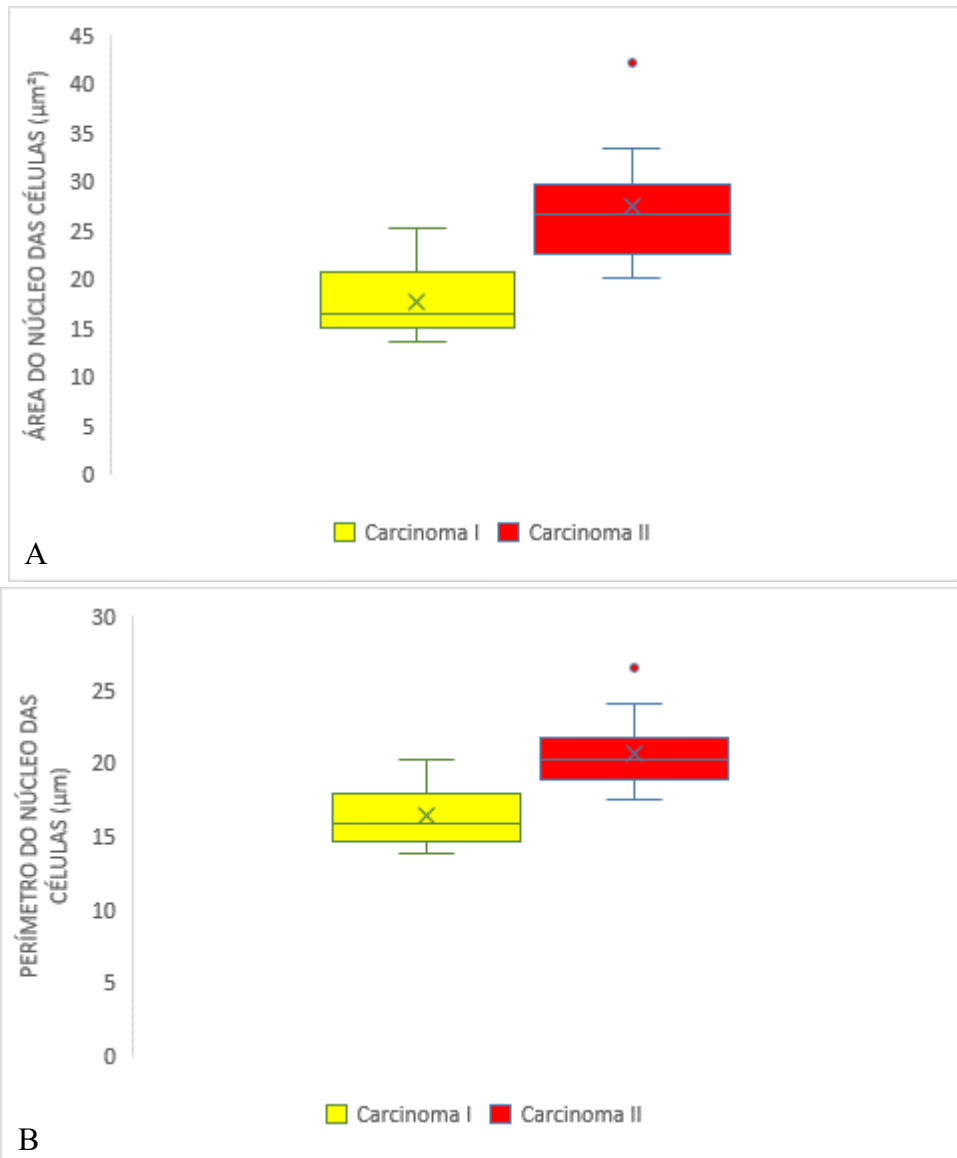 ÁREA DO NÚCLEO DAS CÉLULAS (µm²)
45
40
35
30
25
20
15
10
5
0
Carcinoma I Carcinoma II
A
PERÍMETRO DO NÚCLEO DAS
CÉLULAS (µm)
30
25
20
15
10
5
0
Carcinoma I Carcinoma II
B